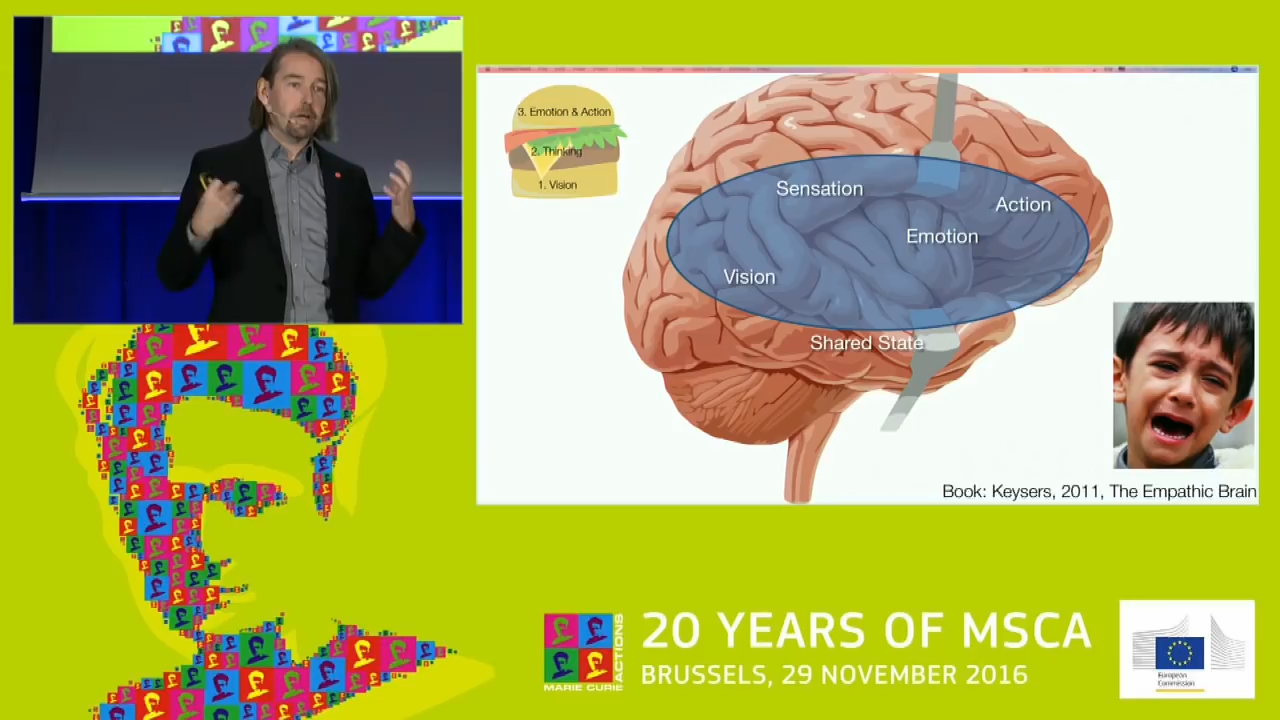 3. Emotion & Action
2. Thinking
1. Vision
Sensation
Action
Emotion
Vision
Shared State
Book: Keysers, 2011, The Empathic Brain
MARIE CURIE
ACTIONS
20 YEARS OF MSCA
BRUSSELS, 29 NOVEMBER 2016
European
Commission